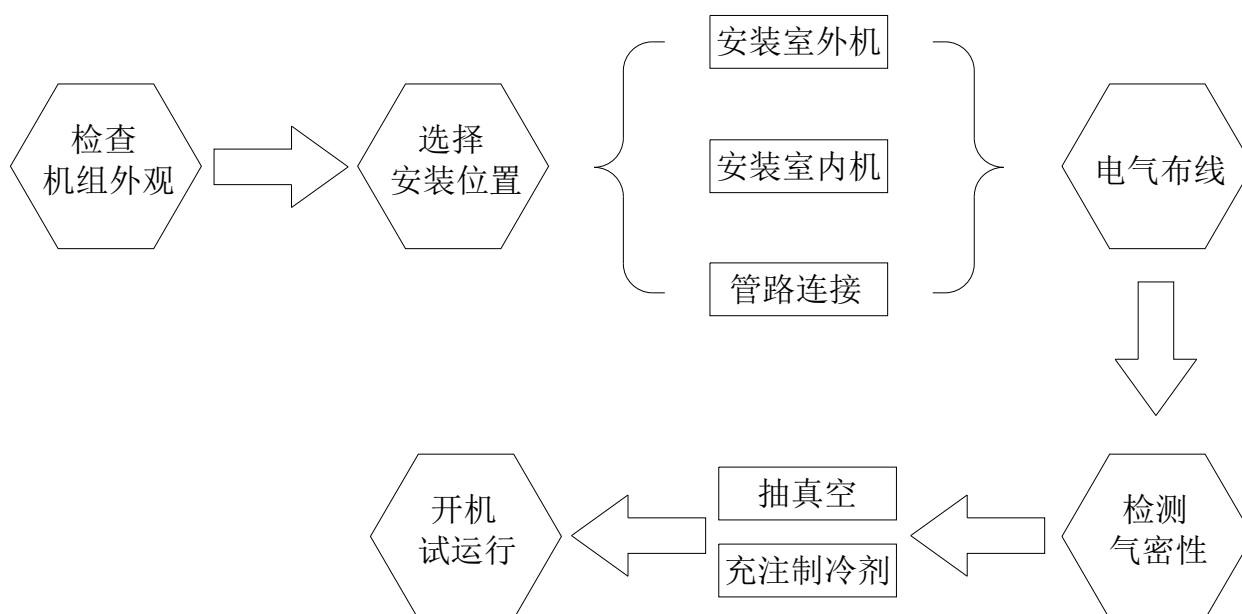 检查
机组外观
选择
安装位置
安装室外机
安装室内机
管路连接
电气布线
检测
气密性
抽真空
充注制冷剂
开机
试运行